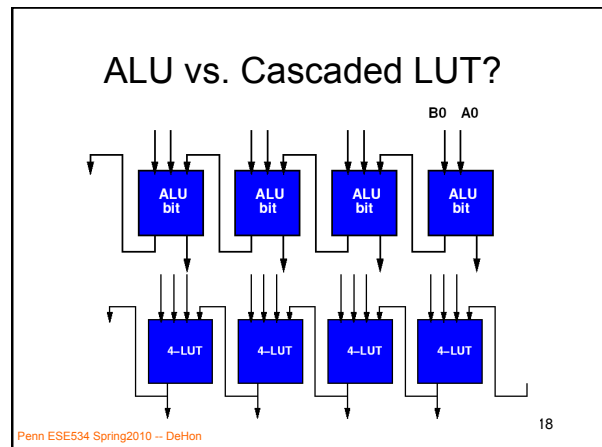 ALU vs. Cascaded LUT?
B0 A0
ALU bit
ALU bit
ALU bit
ALU bit
4-LUT
4-LUT
4-LUT
4-LUT
Penn ESE534 Spring2010 -- DeHon
18